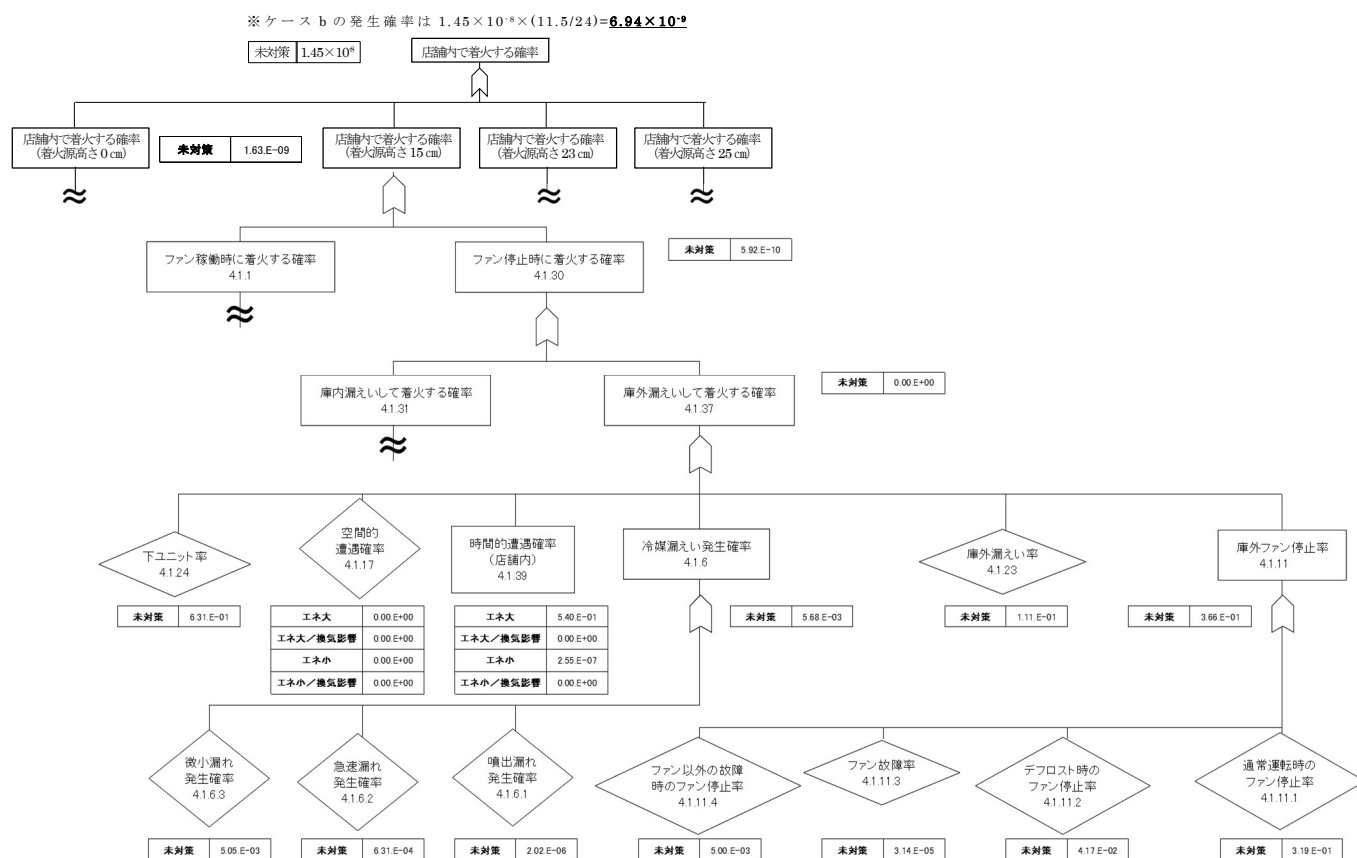 ※ケースbの発生確率は 1.45×10⁻⁸×(11.5/24)=6.94×10⁻⁹
未対策 1.45×10⁸
店舗内で着火する確率
店舗内で着火する確率
(着火源高さ0㎝)
未対策 1.63.E-09
店舗内で着火する確率
(着火源高さ15㎝)
店舗内で着火する確率
(着火源高さ23㎝)
店舗内で着火する確率
(着火源高さ25㎝)
ファン稼働時に着火する確率
4.1.1
ファン停止時に着火する確率
4.1.30
未対策 5.92.E-10
庫内漏えいして着火する確率
4.1.31
庫外漏えいして着火する確率
4.1.37
未対策 0.00.E+00
下ユニット率
4.1.24
空間的
遭遇確率
4.1.17
時間的遭遇確率
（店舗内）
4.1.39
冷媒漏えい発生確率
4.1.6
庫外漏えい率
4.1.23
庫外ファン停止率
4.1.11
未対策 6.31.E-01
エネ大 0.00.E+00
エネ大／換気影響 0.00.E+00
エネ小 0.00.E+00
エネ小／換気影響 0.00.E+00
エネ大 5.40.E-01
エネ大／換気影響 0.00.E+00
エネ小 2.55.E-07
エネ小／換気影響 0.00.E+00
未対策 5.68.E-03
未対策 1.11.E-01
未対策 3.66.E-01
微小漏れ
発生確率
4.1.6.3
急速漏れ
発生確率
4.1.6.2
噴出漏れ
発生確率
4.1.6.1
ファン以外の故障
時のファン停止率
4.1.11.4
ファン故障率
4.1.11.3
デフロスト時の
ファン停止率
4.1.11.2
通常運転時の
ファン停止率
4.1.11.1
未対策 5.05.E-03
未対策 6.31.E-04
未対策 2.02.E-06
未対策 5.00.E-03
未対策 3.14.E-05
未対策 4.17.E-02
未対策 3.19.E-01